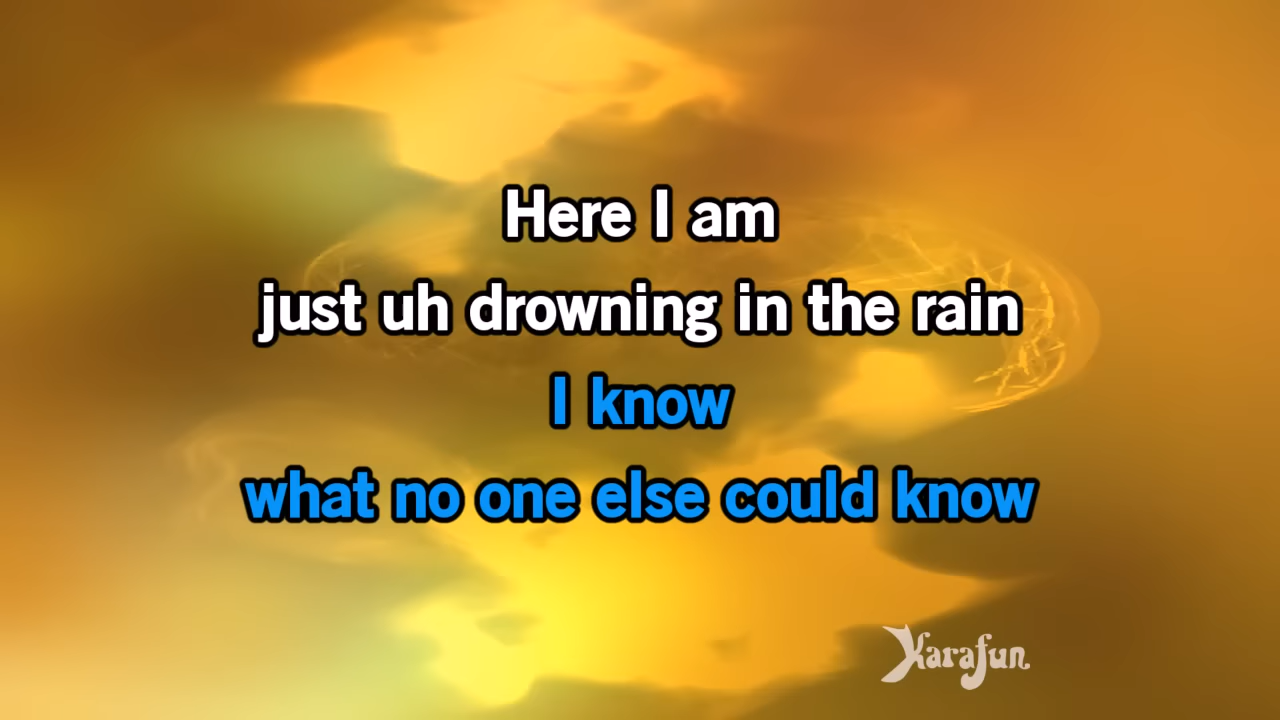 Here I am
just uh drowning in the rain
I know
what no one else could know
Karafun